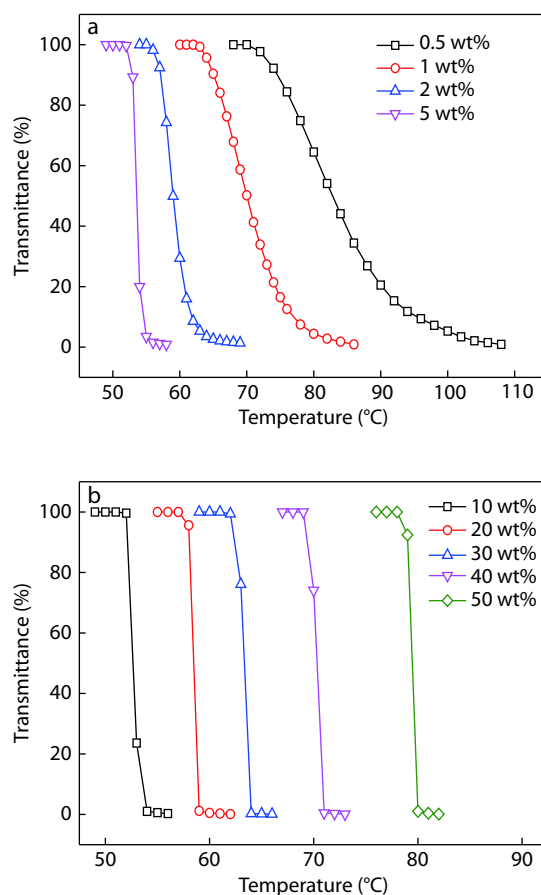 a
0.5 wt%
1 wt%
2 wt%
5 wt%
100
80
60
40
20
0
Transmittance (%)
50 60 70 80 90 100 110
Temperature (°C)
b
10 wt%
20 wt%
30 wt%
40 wt%
50 wt%
100
80
60
40
20
0
Transmittance (%)
50 60 70 80 90
Temperature (°C)